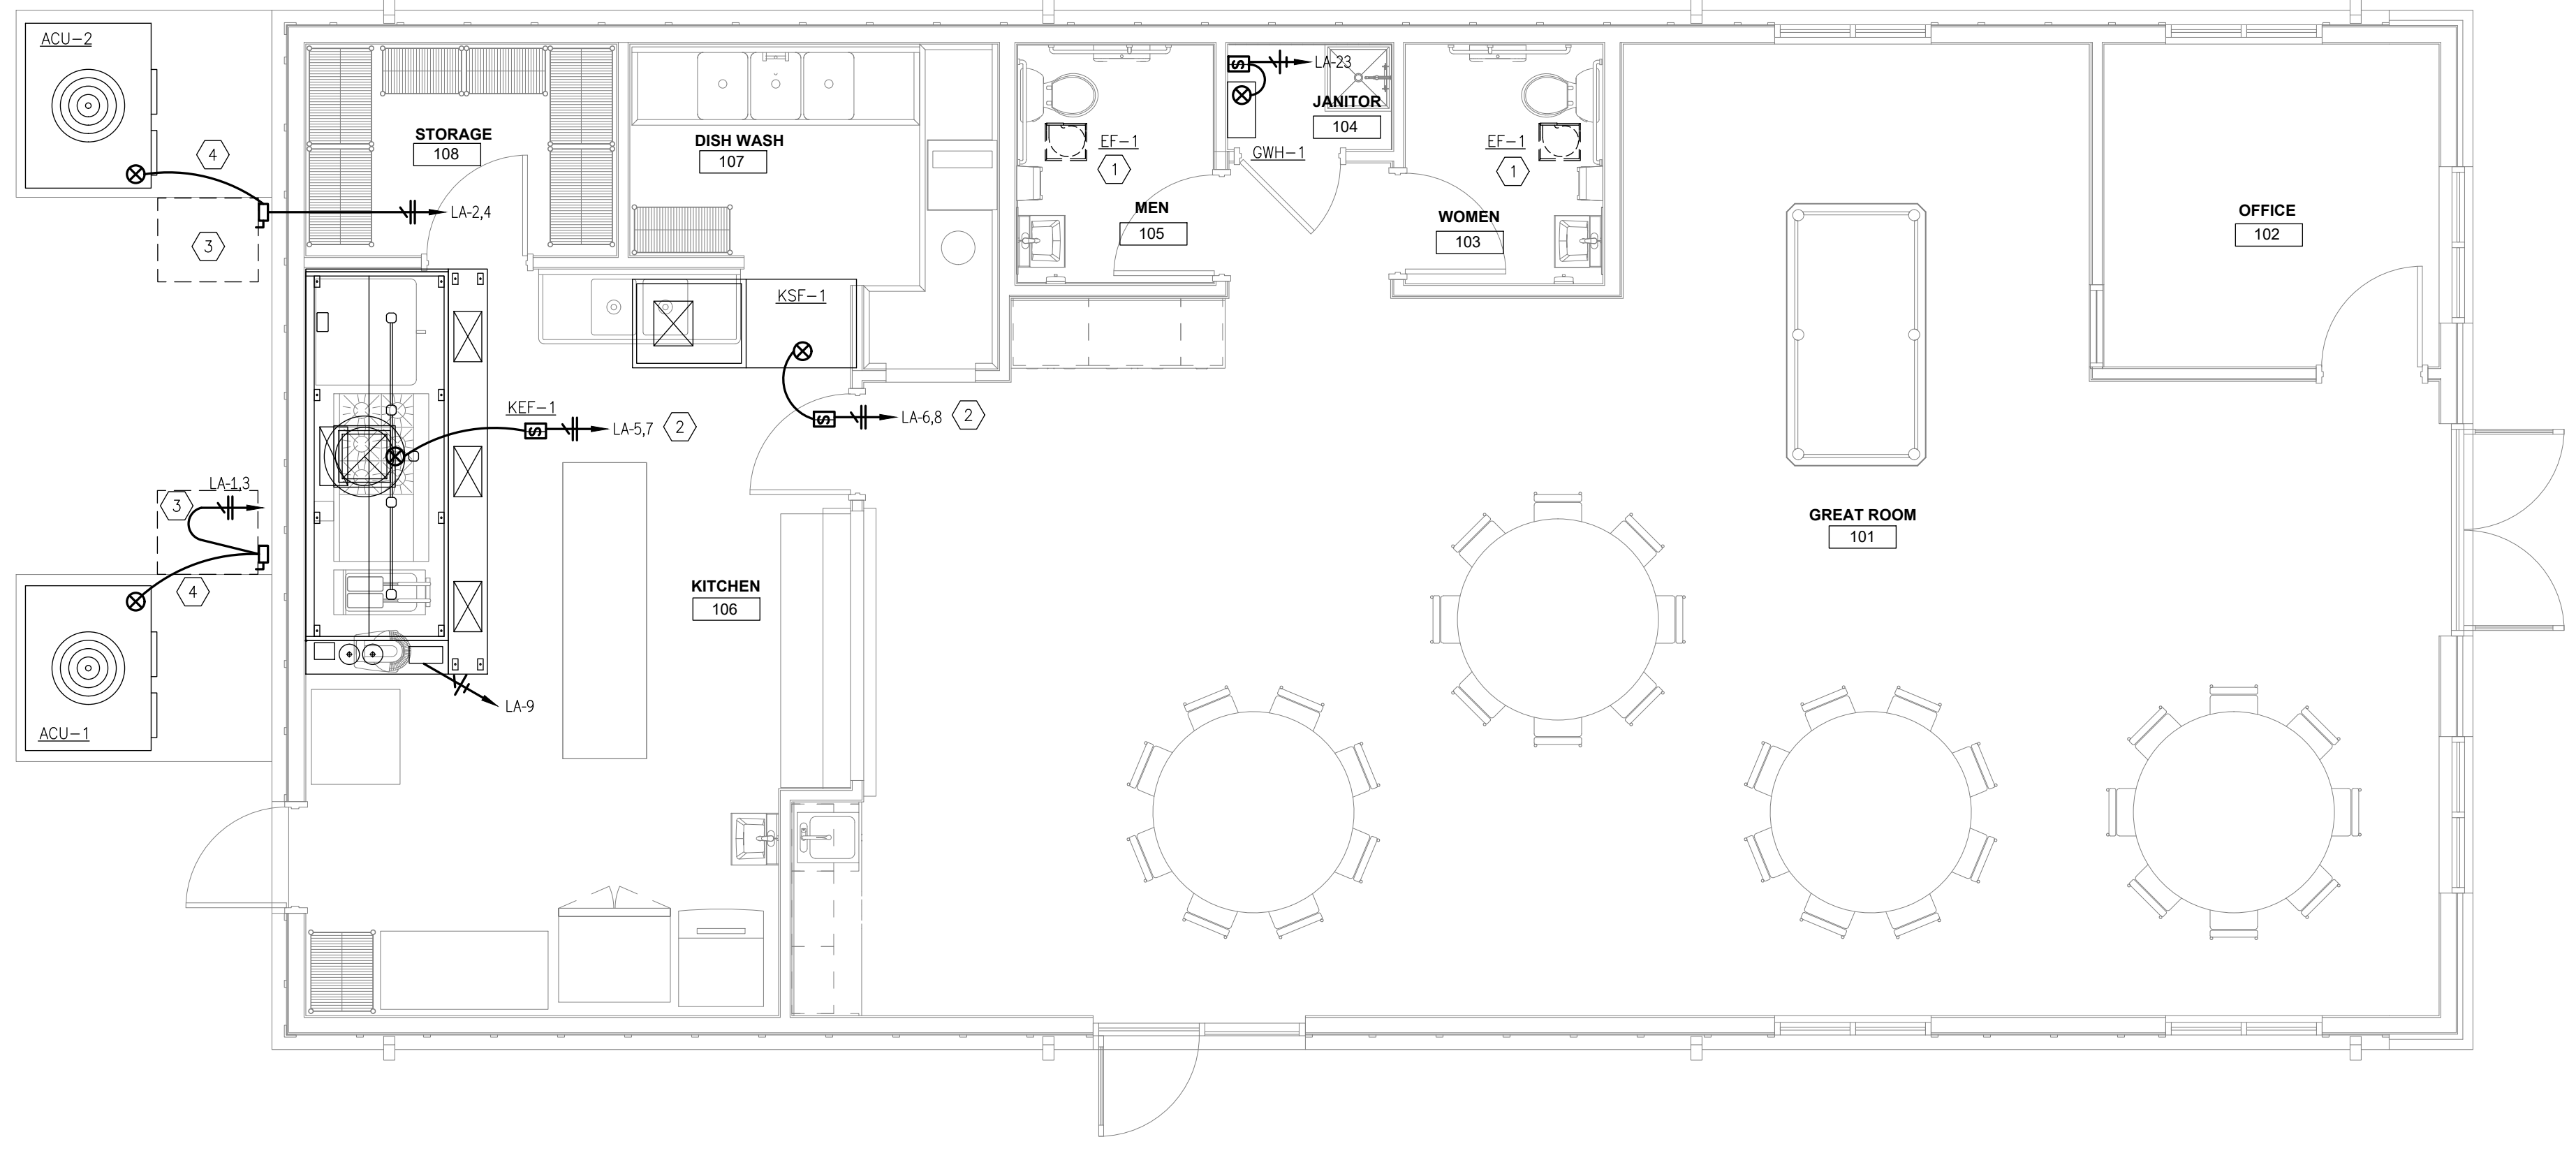 ACU-2
4
3
LA-2,4
STORAGE
108
DISH WASH
107
EF-1
1
MEN
105
S
LA-23
JANITOR
104
GWH-1
EF-1
1
WOMEN
103
OFFICE
102
KSF-1
KEF-1
S
LA-5,7
2
S
LA-6,8
2
LA-1,3
3
4
ACU-1
LA-9
KITCHEN
106
GREAT ROOM
101